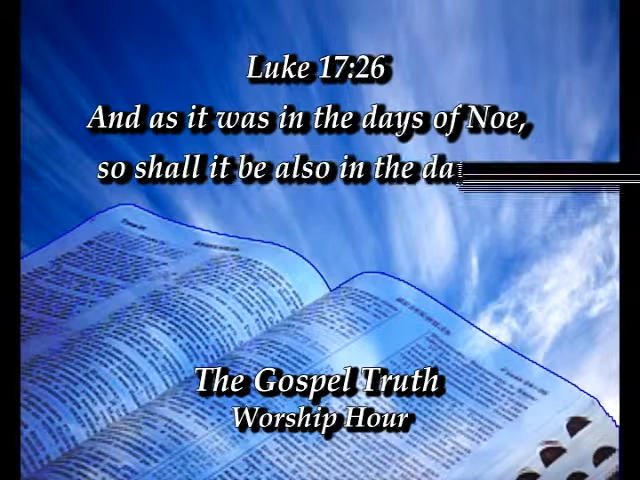 Luke 17:26
And as it was in the days of Noe,
so shall it be also in the da
The Gospel Truth
Worship Hour